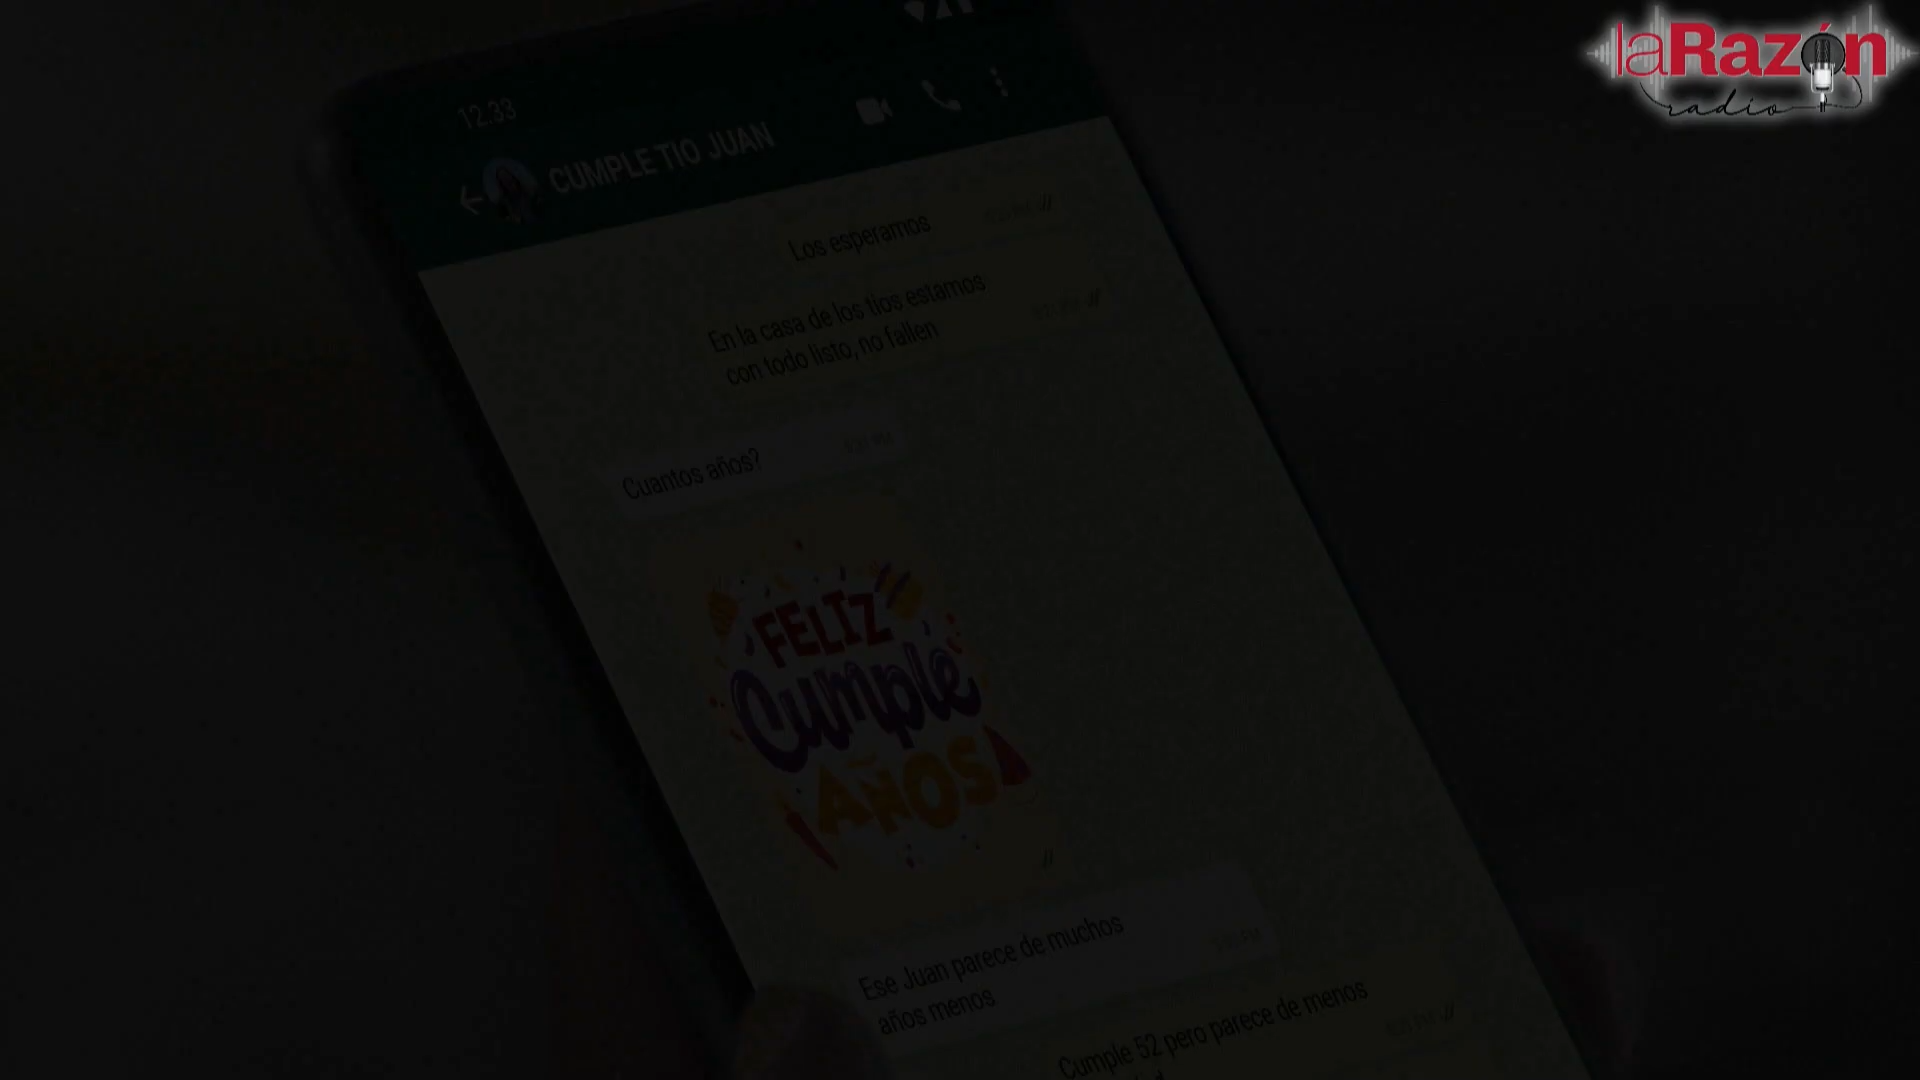 laRazón
radio
12:33
CUMPLE TIO JUAN
Los esperamos
En la casa de los tios estamos
con todo listo, no fallen
Cuantos años?
FELIZ
Cumple
AÑOS
Ese Juan parece de muchos
años menos
Cumple 52 pero parece de menos